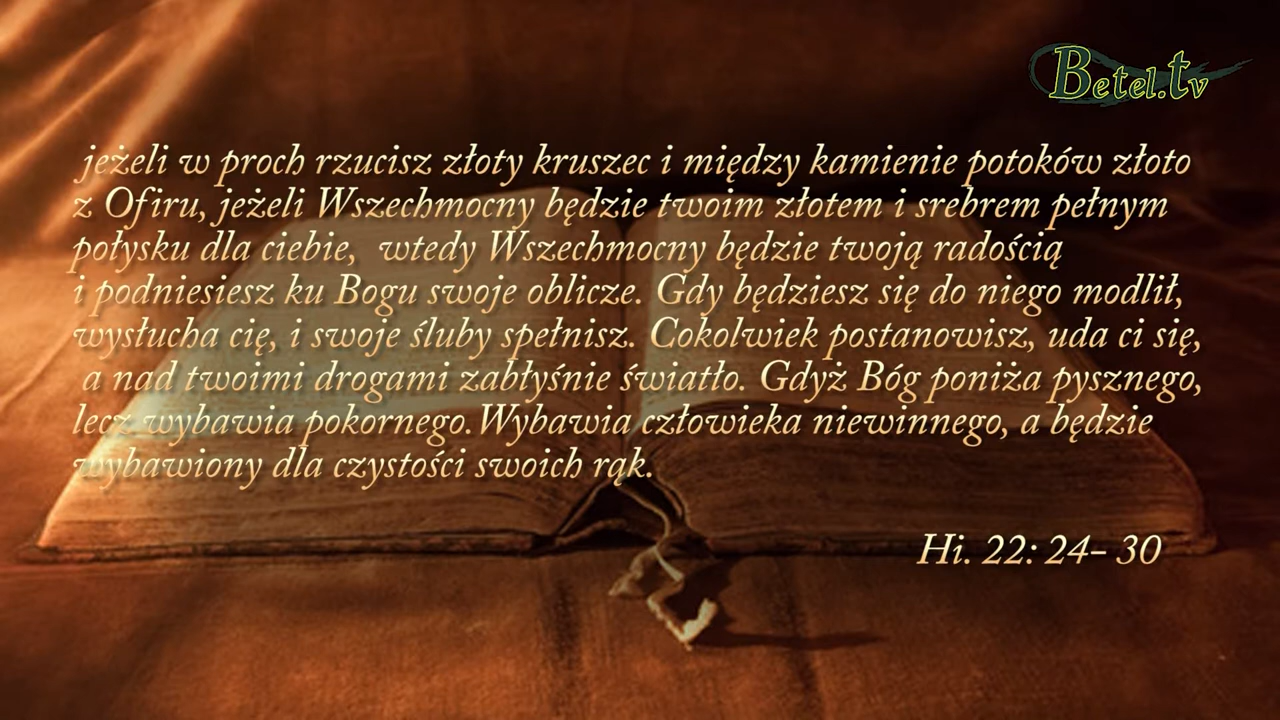 Betel.tv
jeżeli w proch rzucisz złoty kruszec i między kamienie potoków złoto
z Ofiru, jeżeli Wszechmocny będzie twoim złotem i srebrem pełnym
połysku dla ciebie, wtedy Wszechmocny będzie twoją radością
i podniesiesz ku Bogu swoje oblicze. Gdy będziesz się do niego modlił,
wysłucha cię, i swoje śluby spełnisz. Cokolwiek postanowisz, uda ci się,
a nad twoimi drogami zabłyśnie światło. Gdyż Bóg poniża pysznego,
lecz wybawia pokornego.Wybawia człowieka niewinnego, a będzie
wybawiony dla czystości swoich rąk.
Hi. 22: 24- 30